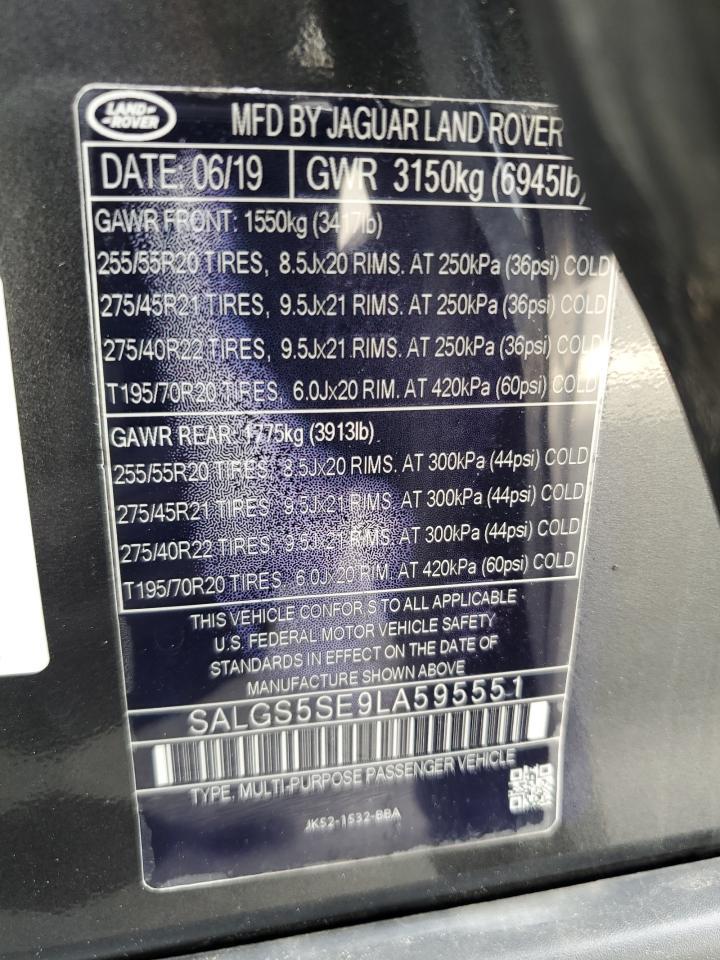 LAND-
-ROVER
MFD BY JAGUAR LAND ROVER
DATE: 06/19 GWR 3150kg (6945lb)
GAWR FRONT: 1550kg (3417lb)
255/55R20 TIRES, 8.5Jx20 RIMS. AT 250kPa (36psi) COLD
275/45R21 TIRES, 9.5Jx21 RIMS. AT 250kPa (36psi) COLD
275/40R22 TIRES, 9.5Jx21 RIMS. AT 250kPa (36psi) COLD
T195/70R20 TIRES, 6.0Jx20 RIM. AT 420kPa (60psi) COLD
GAWR REAR: 1775kg (3913lb)
255/55R20 TIRES, 8.5Jx20 RIMS. AT 300kPa (44psi) COLD
275/45R21 TIRES, 9.5Jx21 RIMS. AT 300kPa (44psi) COLD
275/40R22 TIRES, 9.5Jx21 RIMS. AT 300kPa (44psi) COLD
T195/70R20 TIRES, 6.0Jx20 RIM. AT 420kPa (60psi) COLD
THIS VEHICLE CONFOR S TO ALL APPLICABLE
U.S. FEDERAL MOTOR VEHICLE SAFETY
STANDARDS IN EFFECT ON THE DATE OF
MANUFACTURE SHOWN ABOVE
SALGS5SE9LA595551
TYPE, MULTI-PURPOSE PASSENGER VEHICLE
JK52-1532-BBA